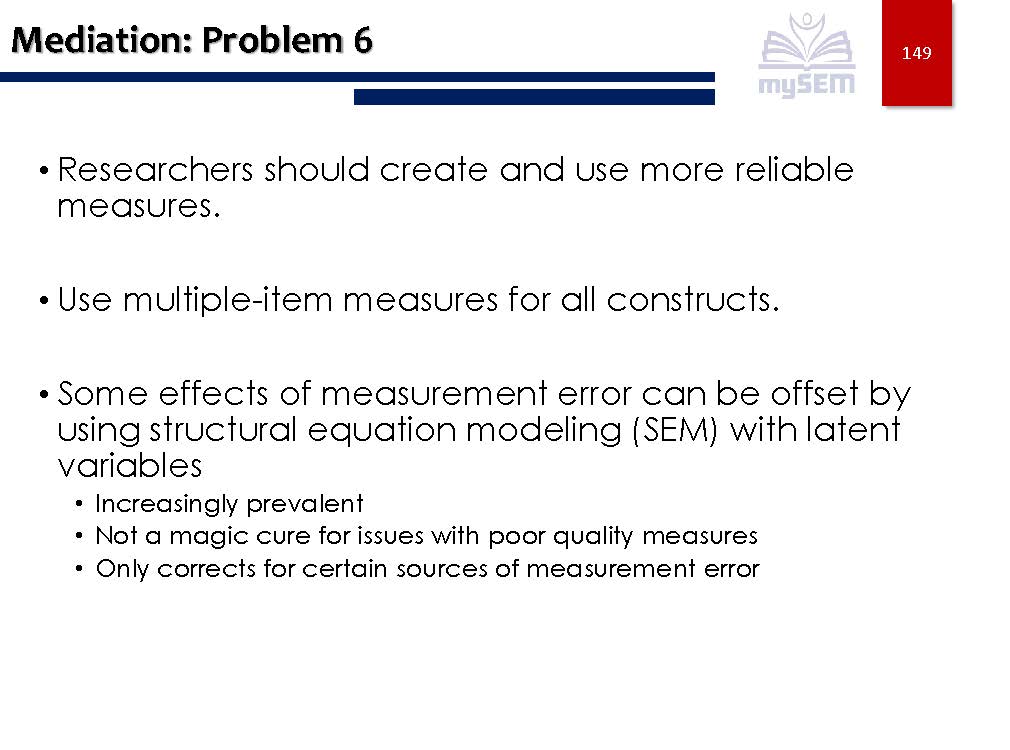 Mediation: Problem 6
mySEM
149
• Researchers should create and use more reliable
measures.
• Use multiple-item measures for all constructs.
• Some effects of measurement error can be offset by
using structural equation modeling (SEM) with latent
variables
• Increasingly prevalent
• Not a magic cure for issues with poor quality measures
• Only corrects for certain sources of measurement error